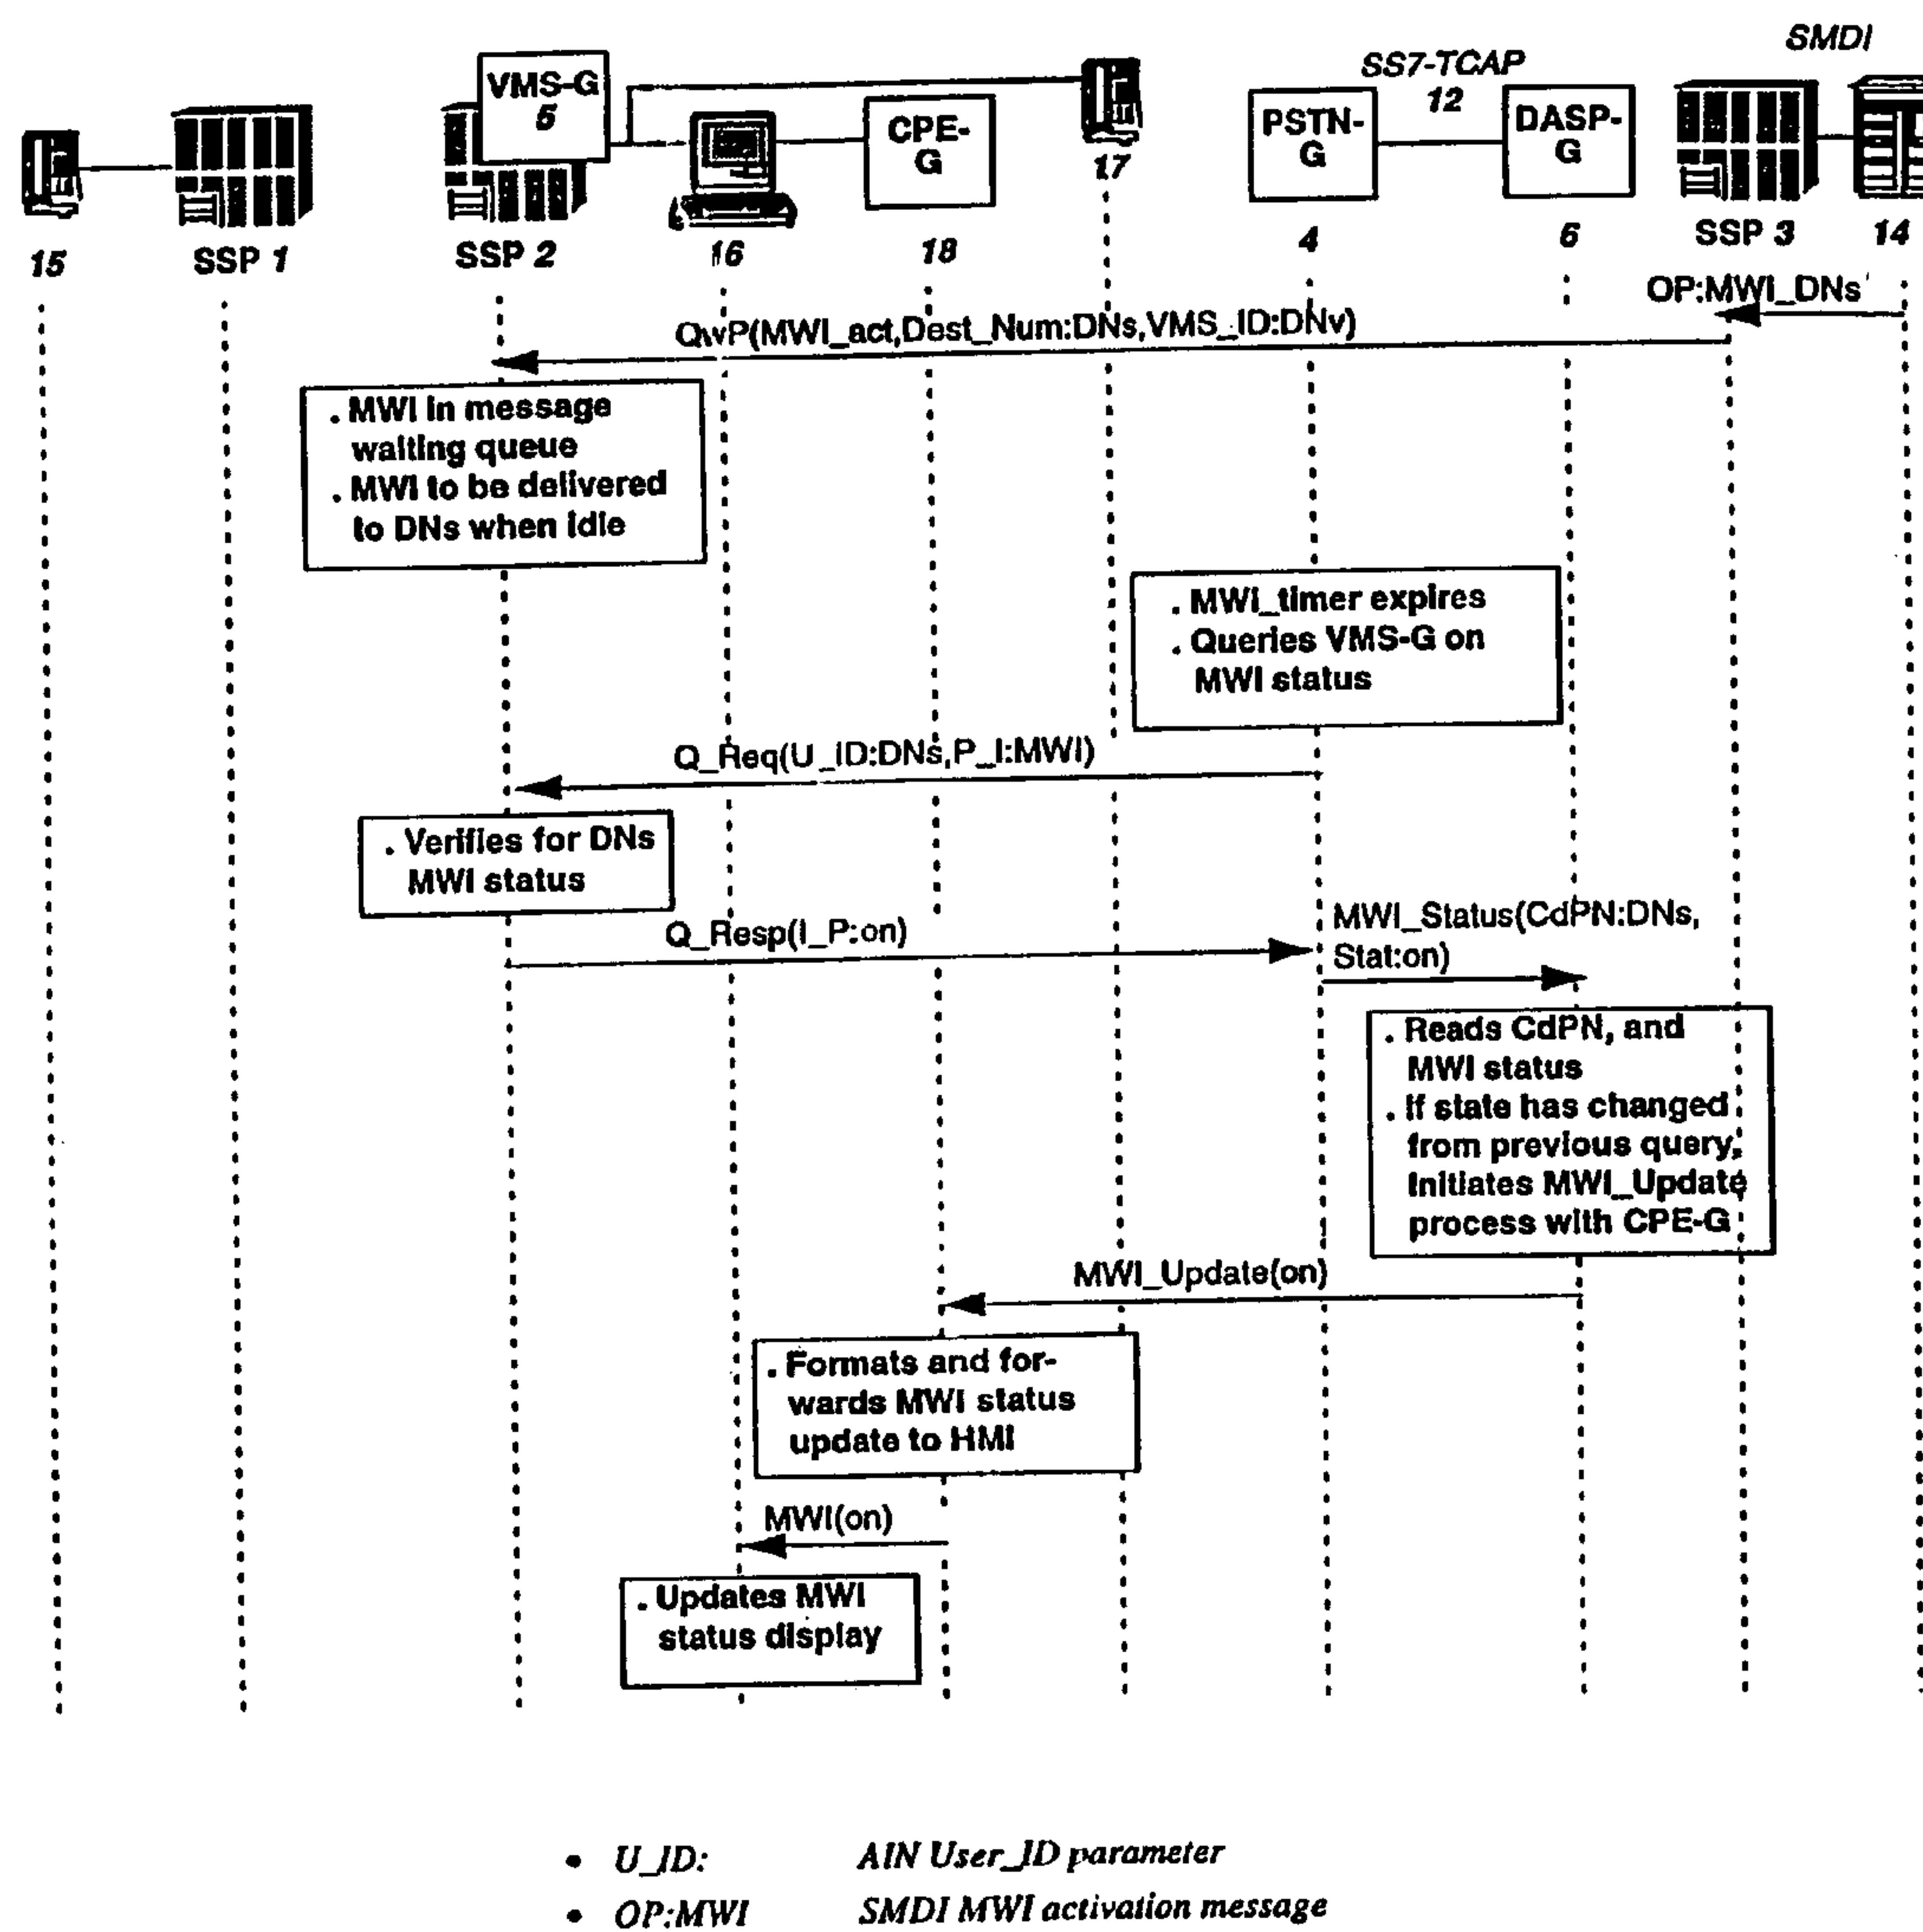 SMDI
SS7-TCAP
12
VMS-G
5
CPE-
G
17
PSTN-
G
DASP-
G
15
SSP 1
SSP 2
16
18
4
6
SSP 3
14
OP:MWI_DNs
QwP(MWI_act,Dest_Num:DNs,VMS_ID:DNv)
. MWI in message
waiting queue
. MWI to be delivered
to DNs when idle
. MWI_timer expires
. Queries VMS-G on
MWI status
Q_Req(U_ID:DNs,P_I:MWI)
. Verifies for DNs
MWI status
Q_Resp(I_P:on)
MWI_Status(CdPN:DNs,
Stat:on)
. Reads CdPN, and
MWI status
. If state has changed
from previous query,
Initiates MWI_Update
process with CPE-G
MWI_Update(on)
. Formats and for-
wards MWI status
update to HMI
MWI(on)
. Updates MWI
status display
• U_ID: AIN User_ID parameter
• OP:MWI SMDI MWI activation message